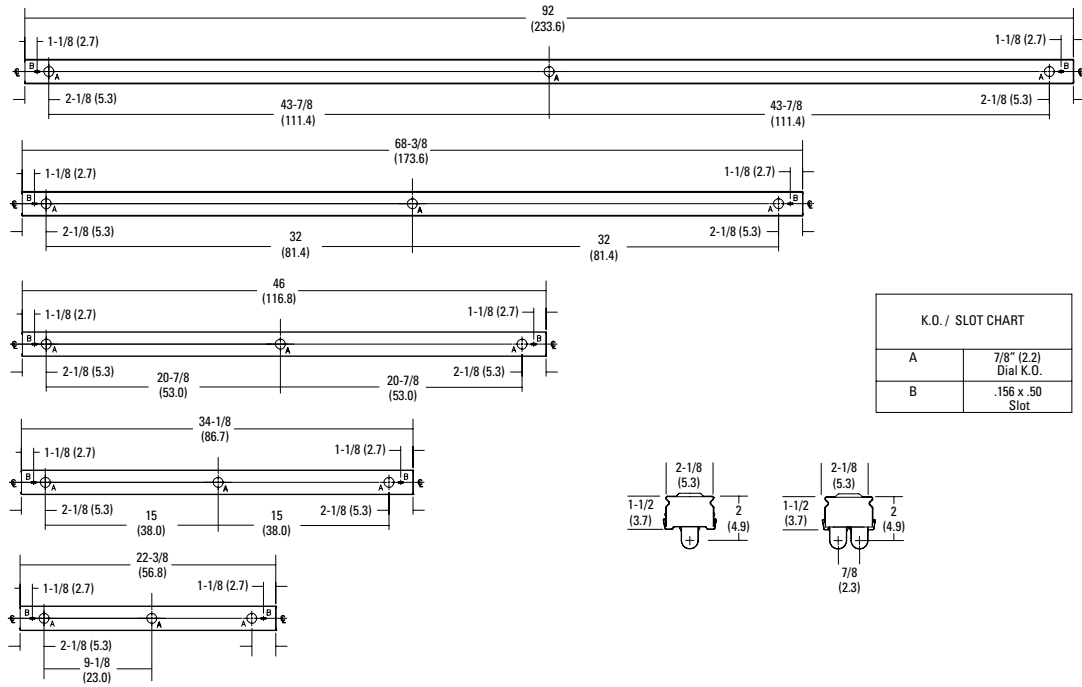 92
(233.6)
1-1/8 (2.7)
1-1/8 (2.7)
B
A
A
A
B
2-1/8 (5.3)
2-1/8 (5.3)
43-7/8
(111.4)
43-7/8
(111.4)
68-3/8
(173.6)
1-1/8 (2.7)
1-1/8 (2.7)
B
A
A
A
B
2-1/8 (5.3)
2-1/8 (5.3)
32
(81.4)
32
(81.4)
46
(116.8)
1-1/8 (2.7)
1-1/8 (2.7)
B
A
A
A
B
2-1/8 (5.3)
2-1/8 (5.3)
20-7/8
(53.0)
20-7/8
(53.0)
34-1/8
(86.7)
1-1/8 (2.7)
1-1/8 (2.7)
B
A
A
A
B
2-1/8 (5.3)
2-1/8 (5.3)
15
(38.0)
15
(38.0)
22-3/8
(56.8)
1-1/8 (2.7)
1-1/8 (2.7)
B
A
A
A
B
2-1/8 (5.3)
9-1/8
(23.0)
K.O. / SLOT CHART
A 7/8" (2.2)
Dial K.O.
B .156 x .50
Slot
2-1/8
(5.3)
1-1/2
(3.7)
2
(4.9)
2-1/8
(5.3)
1-1/2
(3.7)
2
(4.9)
7/8
(2.3)